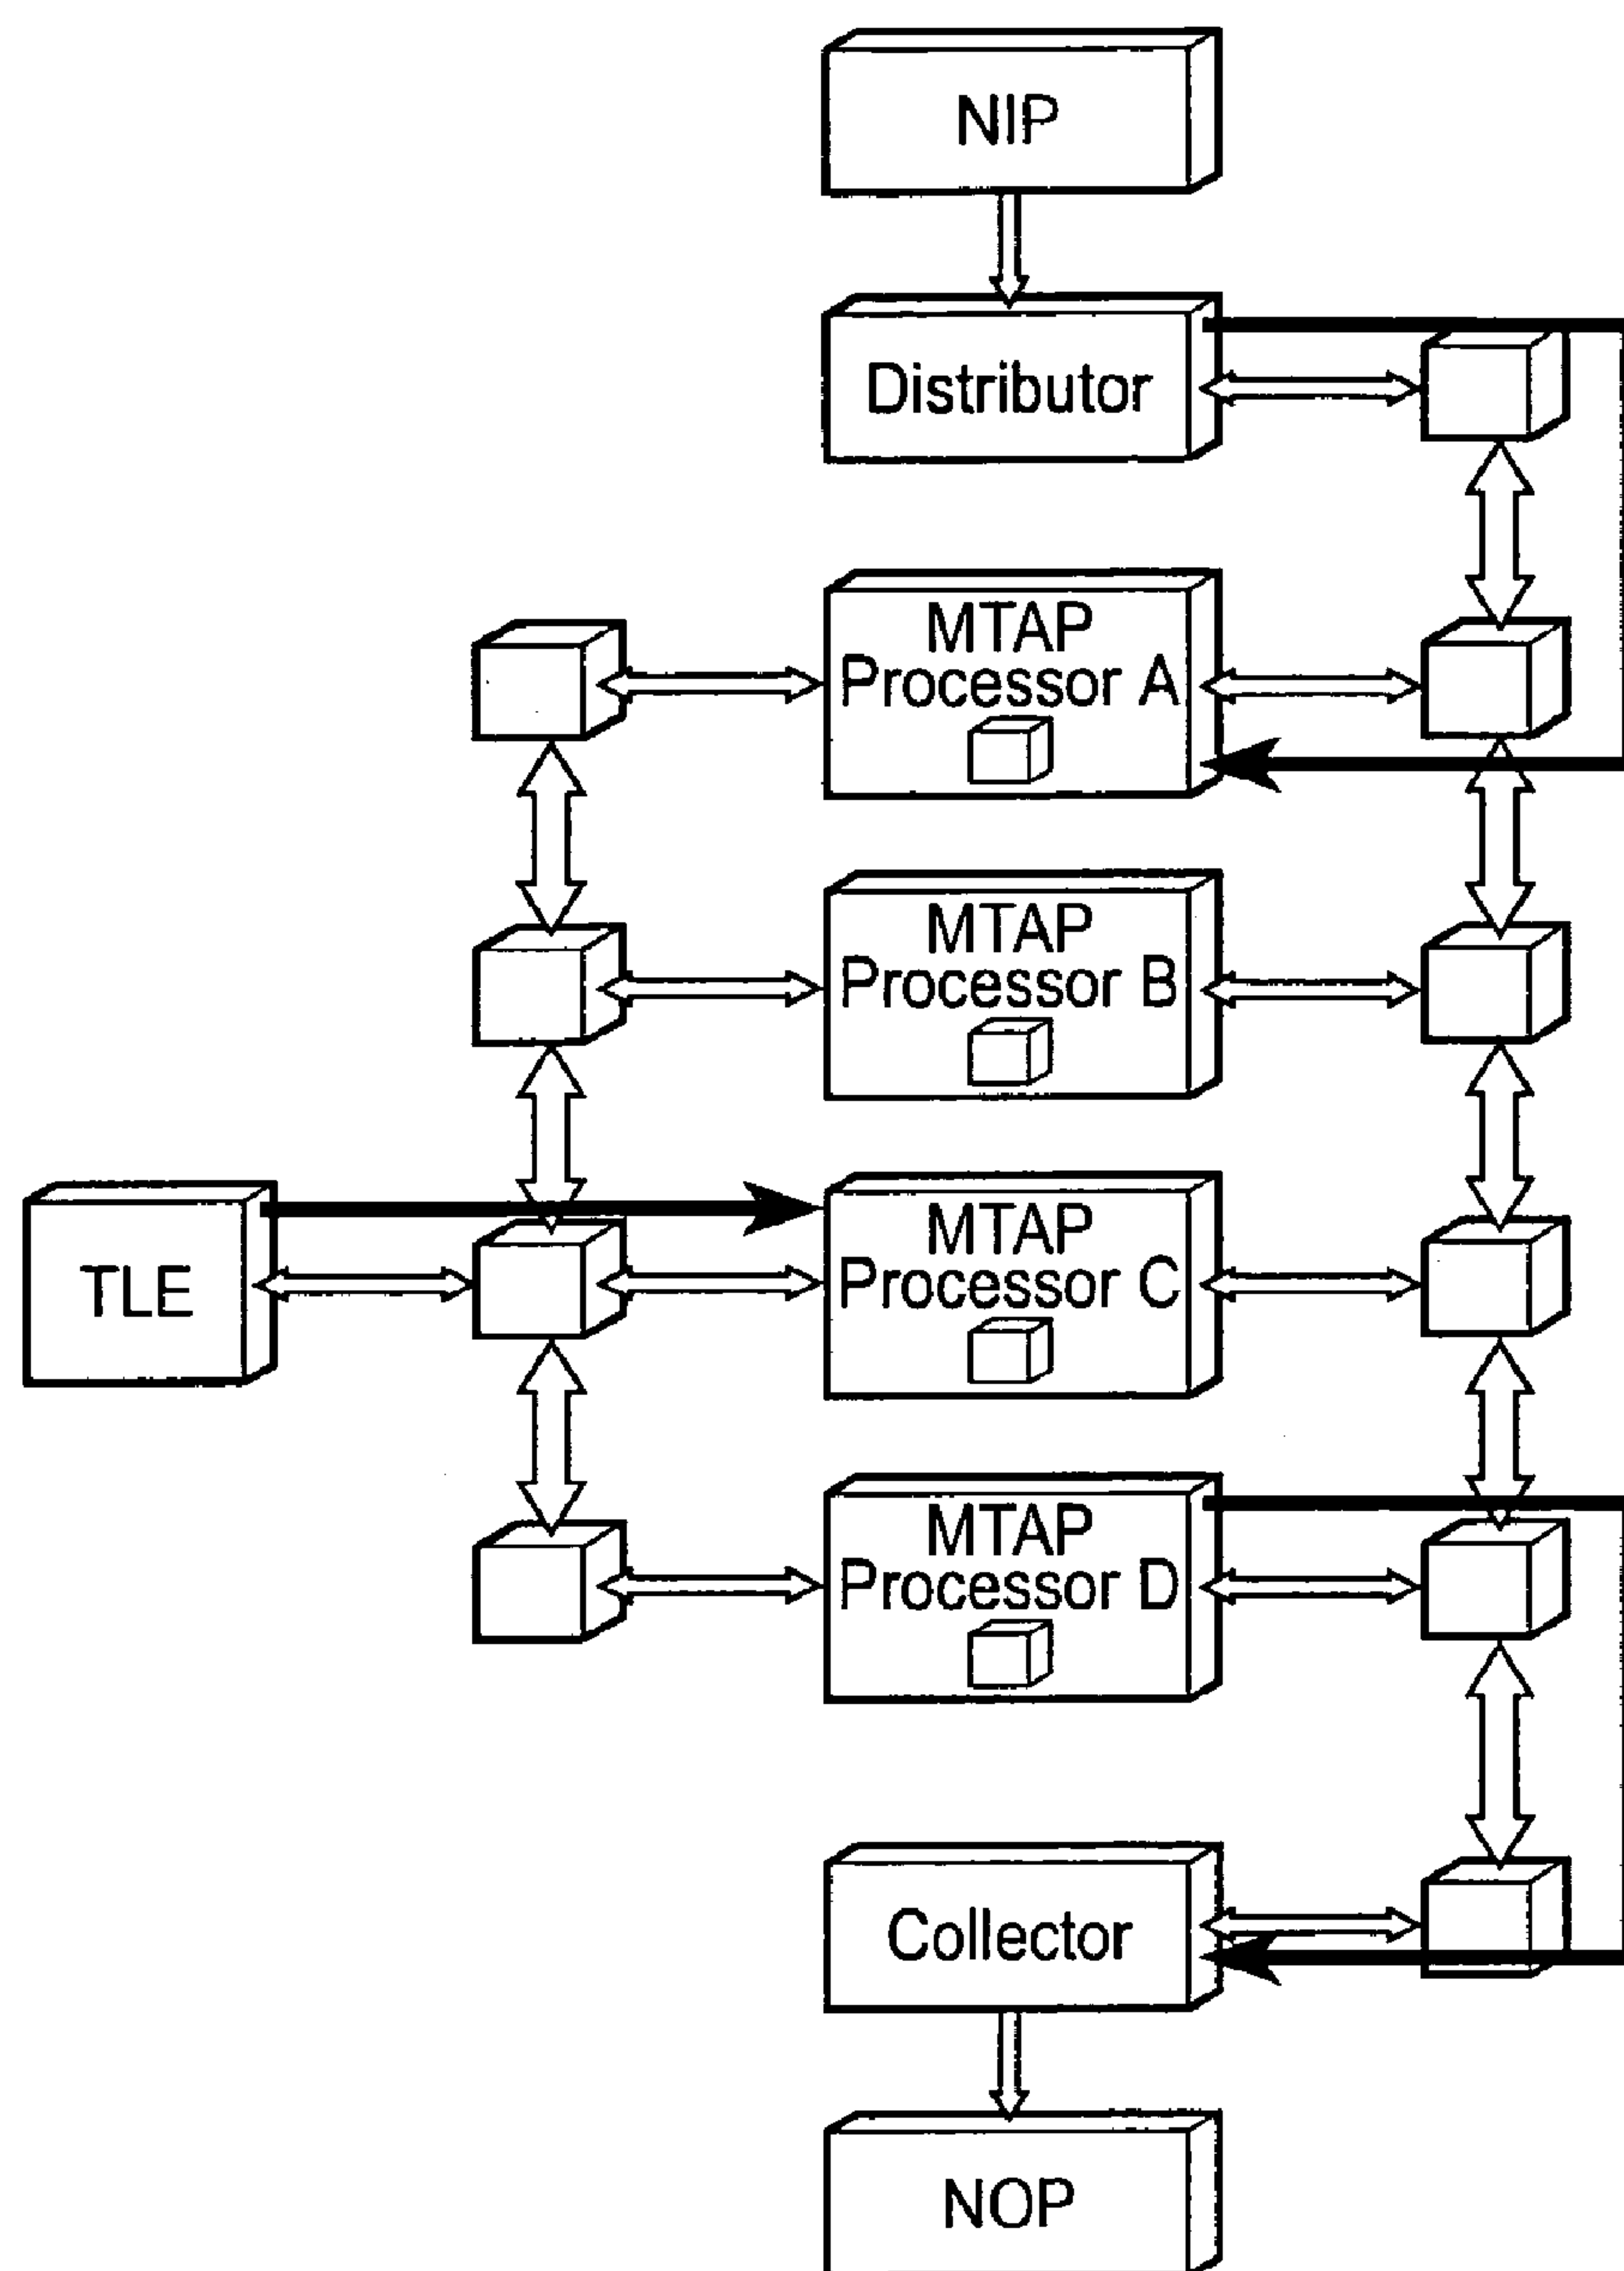 NIP
Distributor
MTAP
Processor A
MTAP
Processor B
TLE
MTAP
Processor C
MTAP
Processor D
Collector
NOP